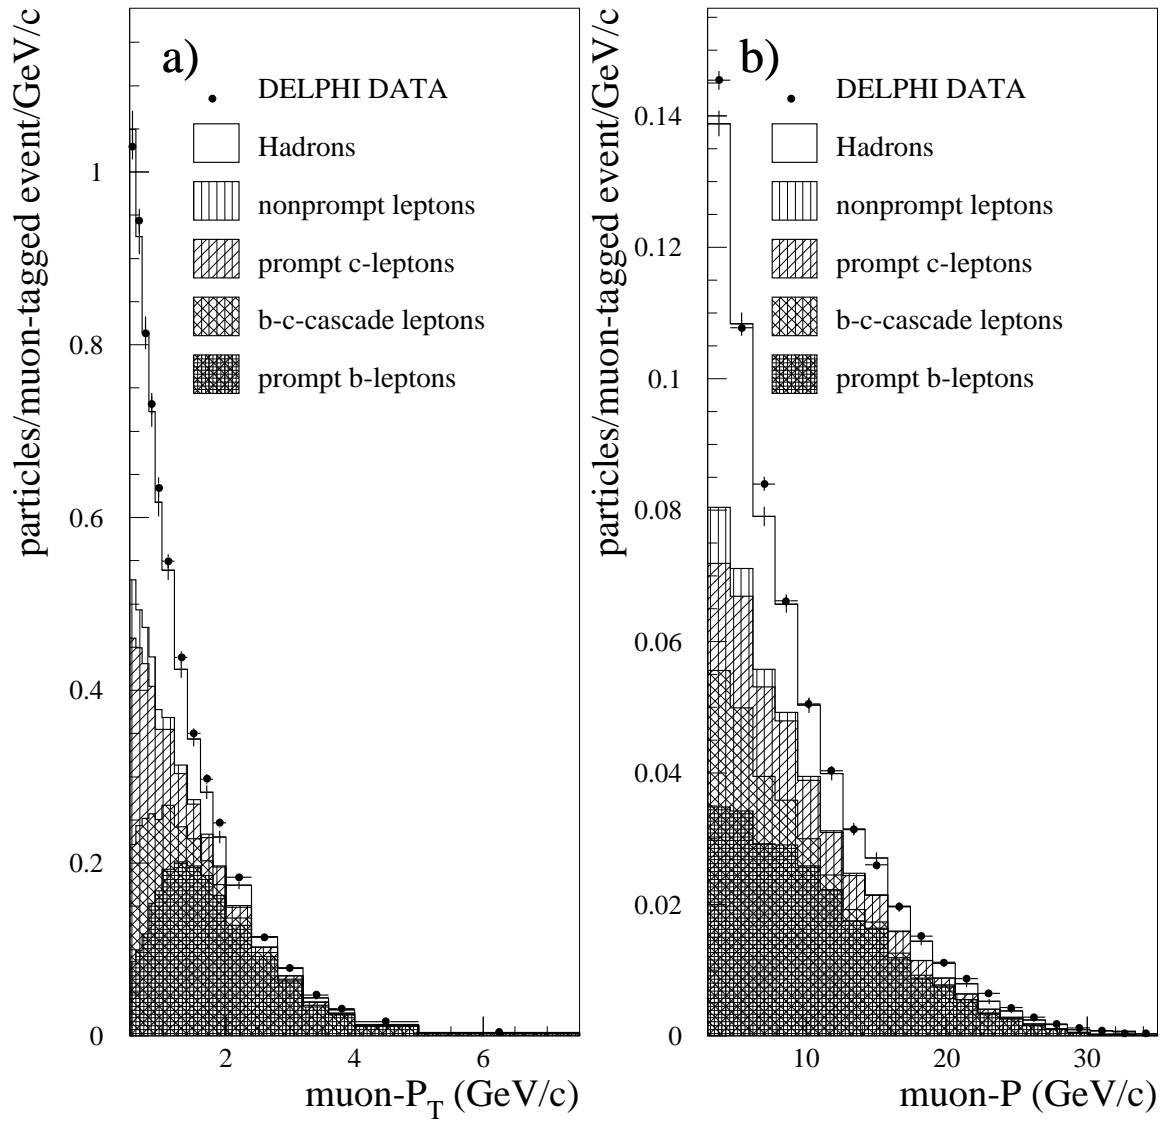 particles/muon-tagged event/GeV/c
a)
DELPHI DATA
Hadrons
nonprompt leptons
prompt c-leptons
b-c-cascade leptons
prompt b-leptons
1
0.8
0.6
0.4
0.2
0
2
4
6
muon-P_T (GeV/c)
particles/muon-tagged event/GeV/c
b)
DELPHI DATA
Hadrons
nonprompt leptons
prompt c-leptons
b-c-cascade leptons
prompt b-leptons
0.14
0.12
0.1
0.08
0.06
0.04
0.02
0
10
20
30
muon-P (GeV/c)